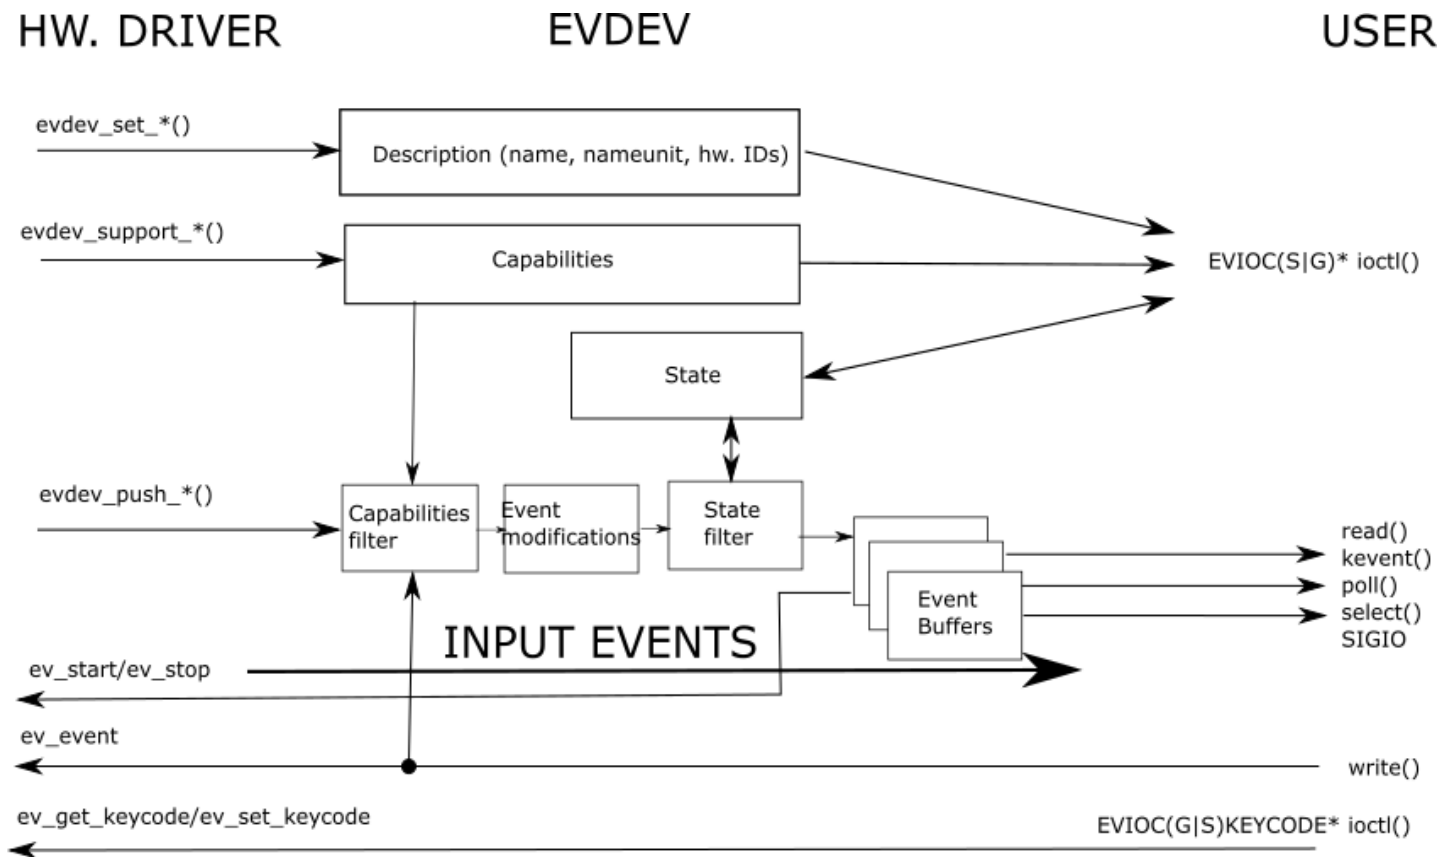 HW. DRIVER
EVDEV
USER
evdev_set_*()
Description (name, nameunit, hw. IDs)
evdev_support_*()
Capabilities
EVIOC(S|G)* ioctl()
State
evdev_push_*()
Capabilities
filter
Event
modifications
State
filter
read()
kevent()
poll()
select()
SIGIO
Event
Buffers
INPUT EVENTS
ev_start/ev_stop
ev_event
write()
ev_get_keycode/ev_set_keycode
EVIOC(G|S)KEYCODE* ioctl()